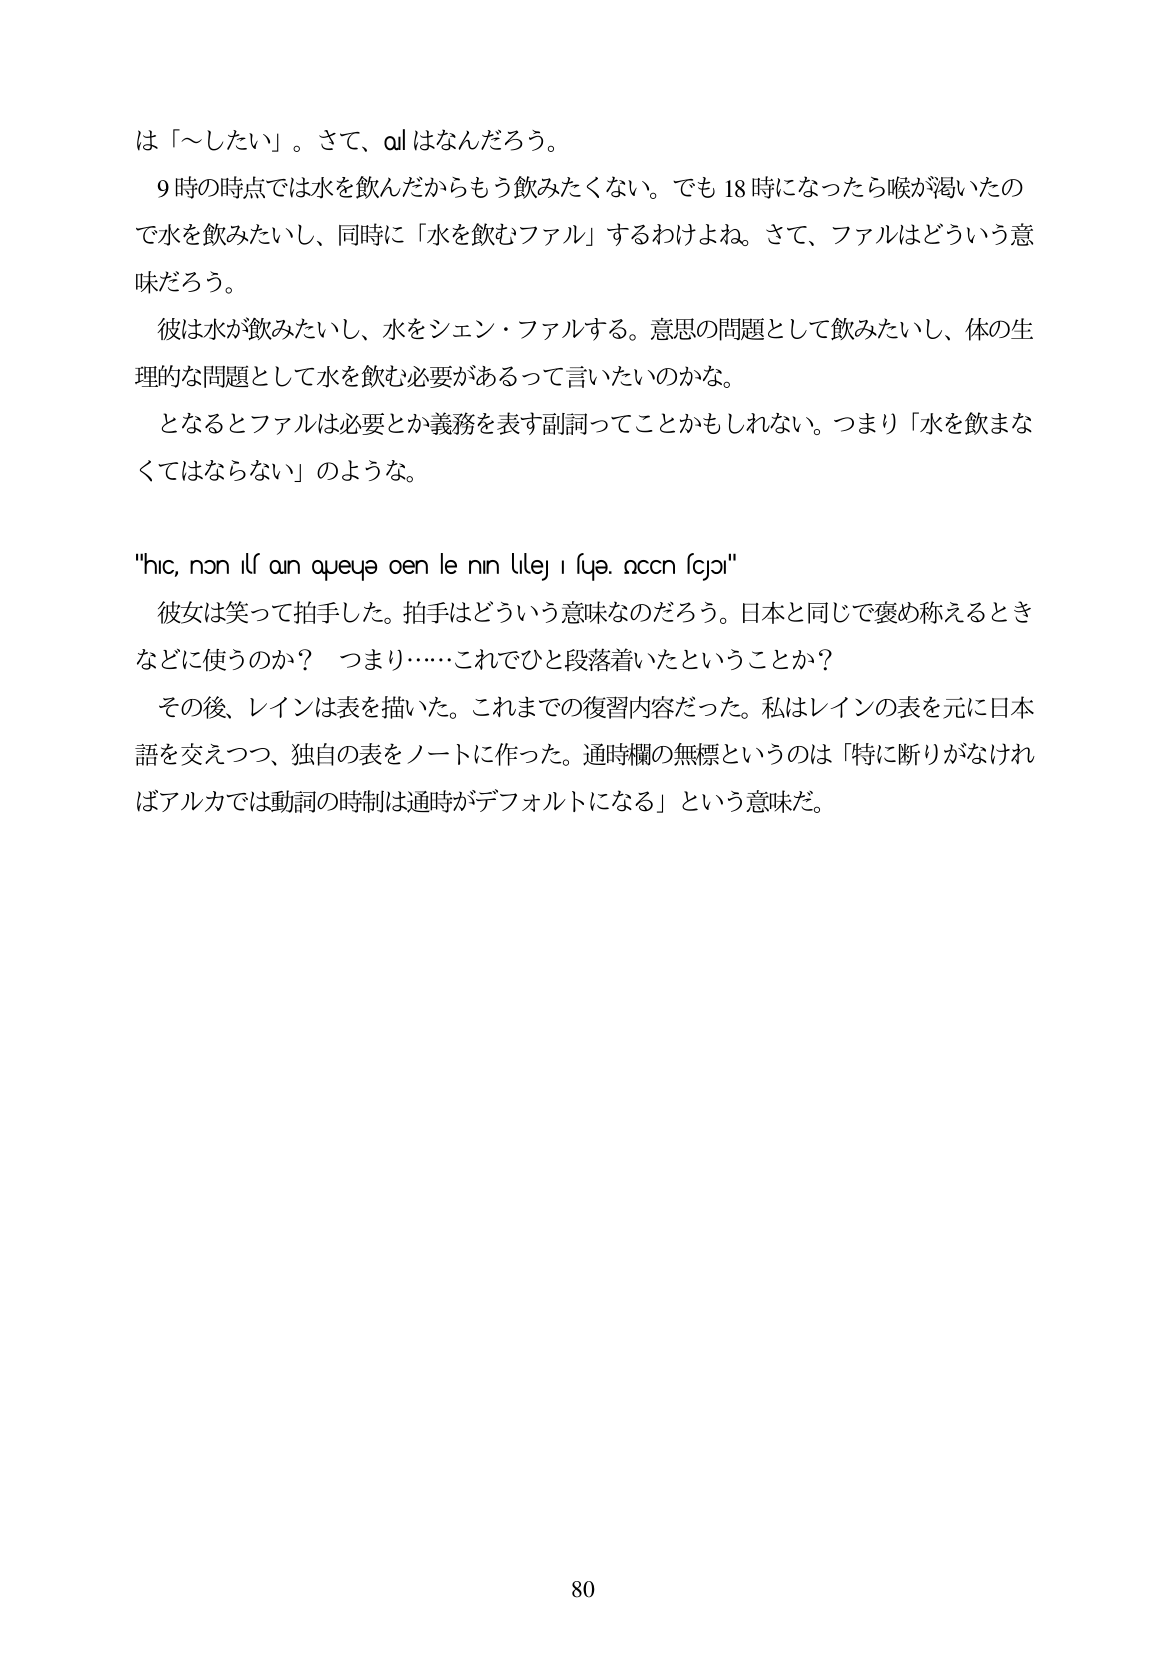 は「～したい」。さて、ɑıl はなんだろう。
9 時の時点では水を飲んだからもう飲みたくない。でも 18 時になったら喉が渇いたの
で水を飲みたいし、同時に「水を飲むファル」するわけよね。さて、ファルはどういう意
味だろう。
彼は水が飲みたいし、水をシェン・ファルする。意思の問題として飲みたいし、体の生
理的な問題として水を飲む必要があるって言いたいのかな。
となるとファルは必要とか義務を表す副詞ってことかもしれない。つまり「水を飲まな
くてはならない」のような。
彼女は笑って拍手した。拍手はどういう意味なのだろう。日本と同じで褒め称えるとき
などに使うのか？　つまり……これでひと段落着いたということか？
その後、レインは表を描いた。これまでの復習内容だった。私はレインの表を元に日本
語を交えつつ、独自の表をノートに作った。通時欄の無標というのは「特に断りがなけれ
ばアルカでは動詞の時制は通時がデフォルトになる」という意味だ。
80